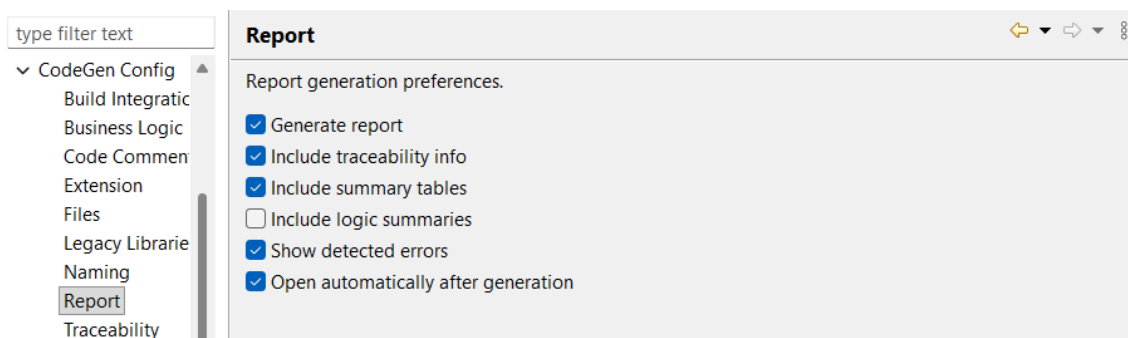 type filter text
CodeGen Config
Build Integratic
Business Logic
Code Commen
Extension
Files
Legacy Librarie
Naming
Report
Traceability
Report
Report generation preferences.
Generate report
Include traceability info
Include summary tables
Include logic summaries
Show detected errors
Open automatically after generation